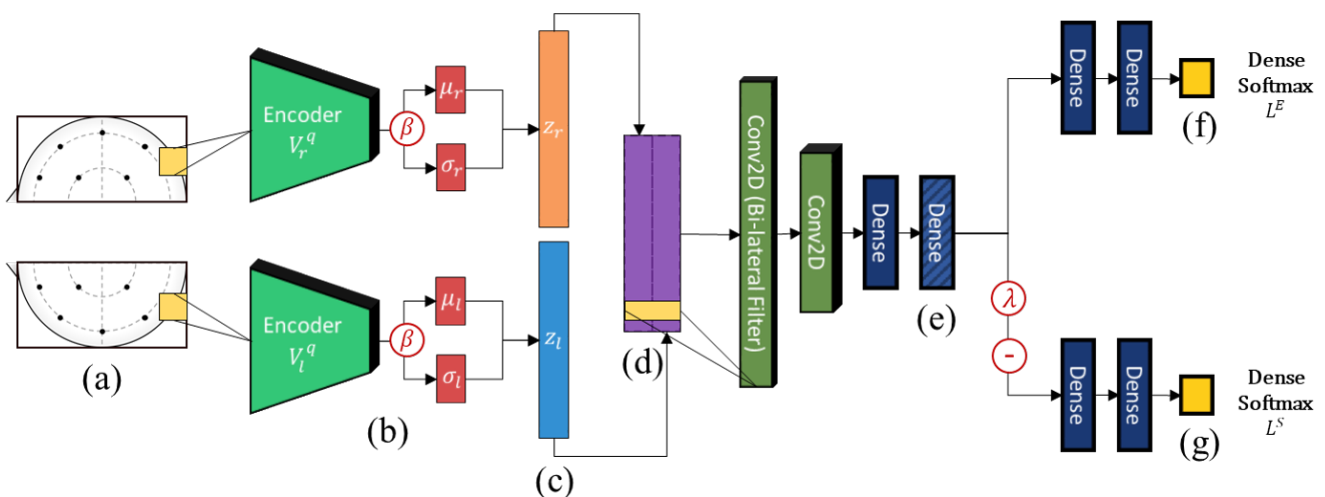 (a)
Encoder
V_r^q
β
μ_r
σ_r
Encoder
V_l^q
β
μ_l
σ_l
(b)
z_r
z_l
(c)
(d)
Conv2D (Bi-lateral Filter)
Conv2D
Dense
Dense
(e)
λ
-
Dense
Dense
(f)
Dense
Softmax
L^E
Dense
Dense
(g)
Dense
Softmax
L^S